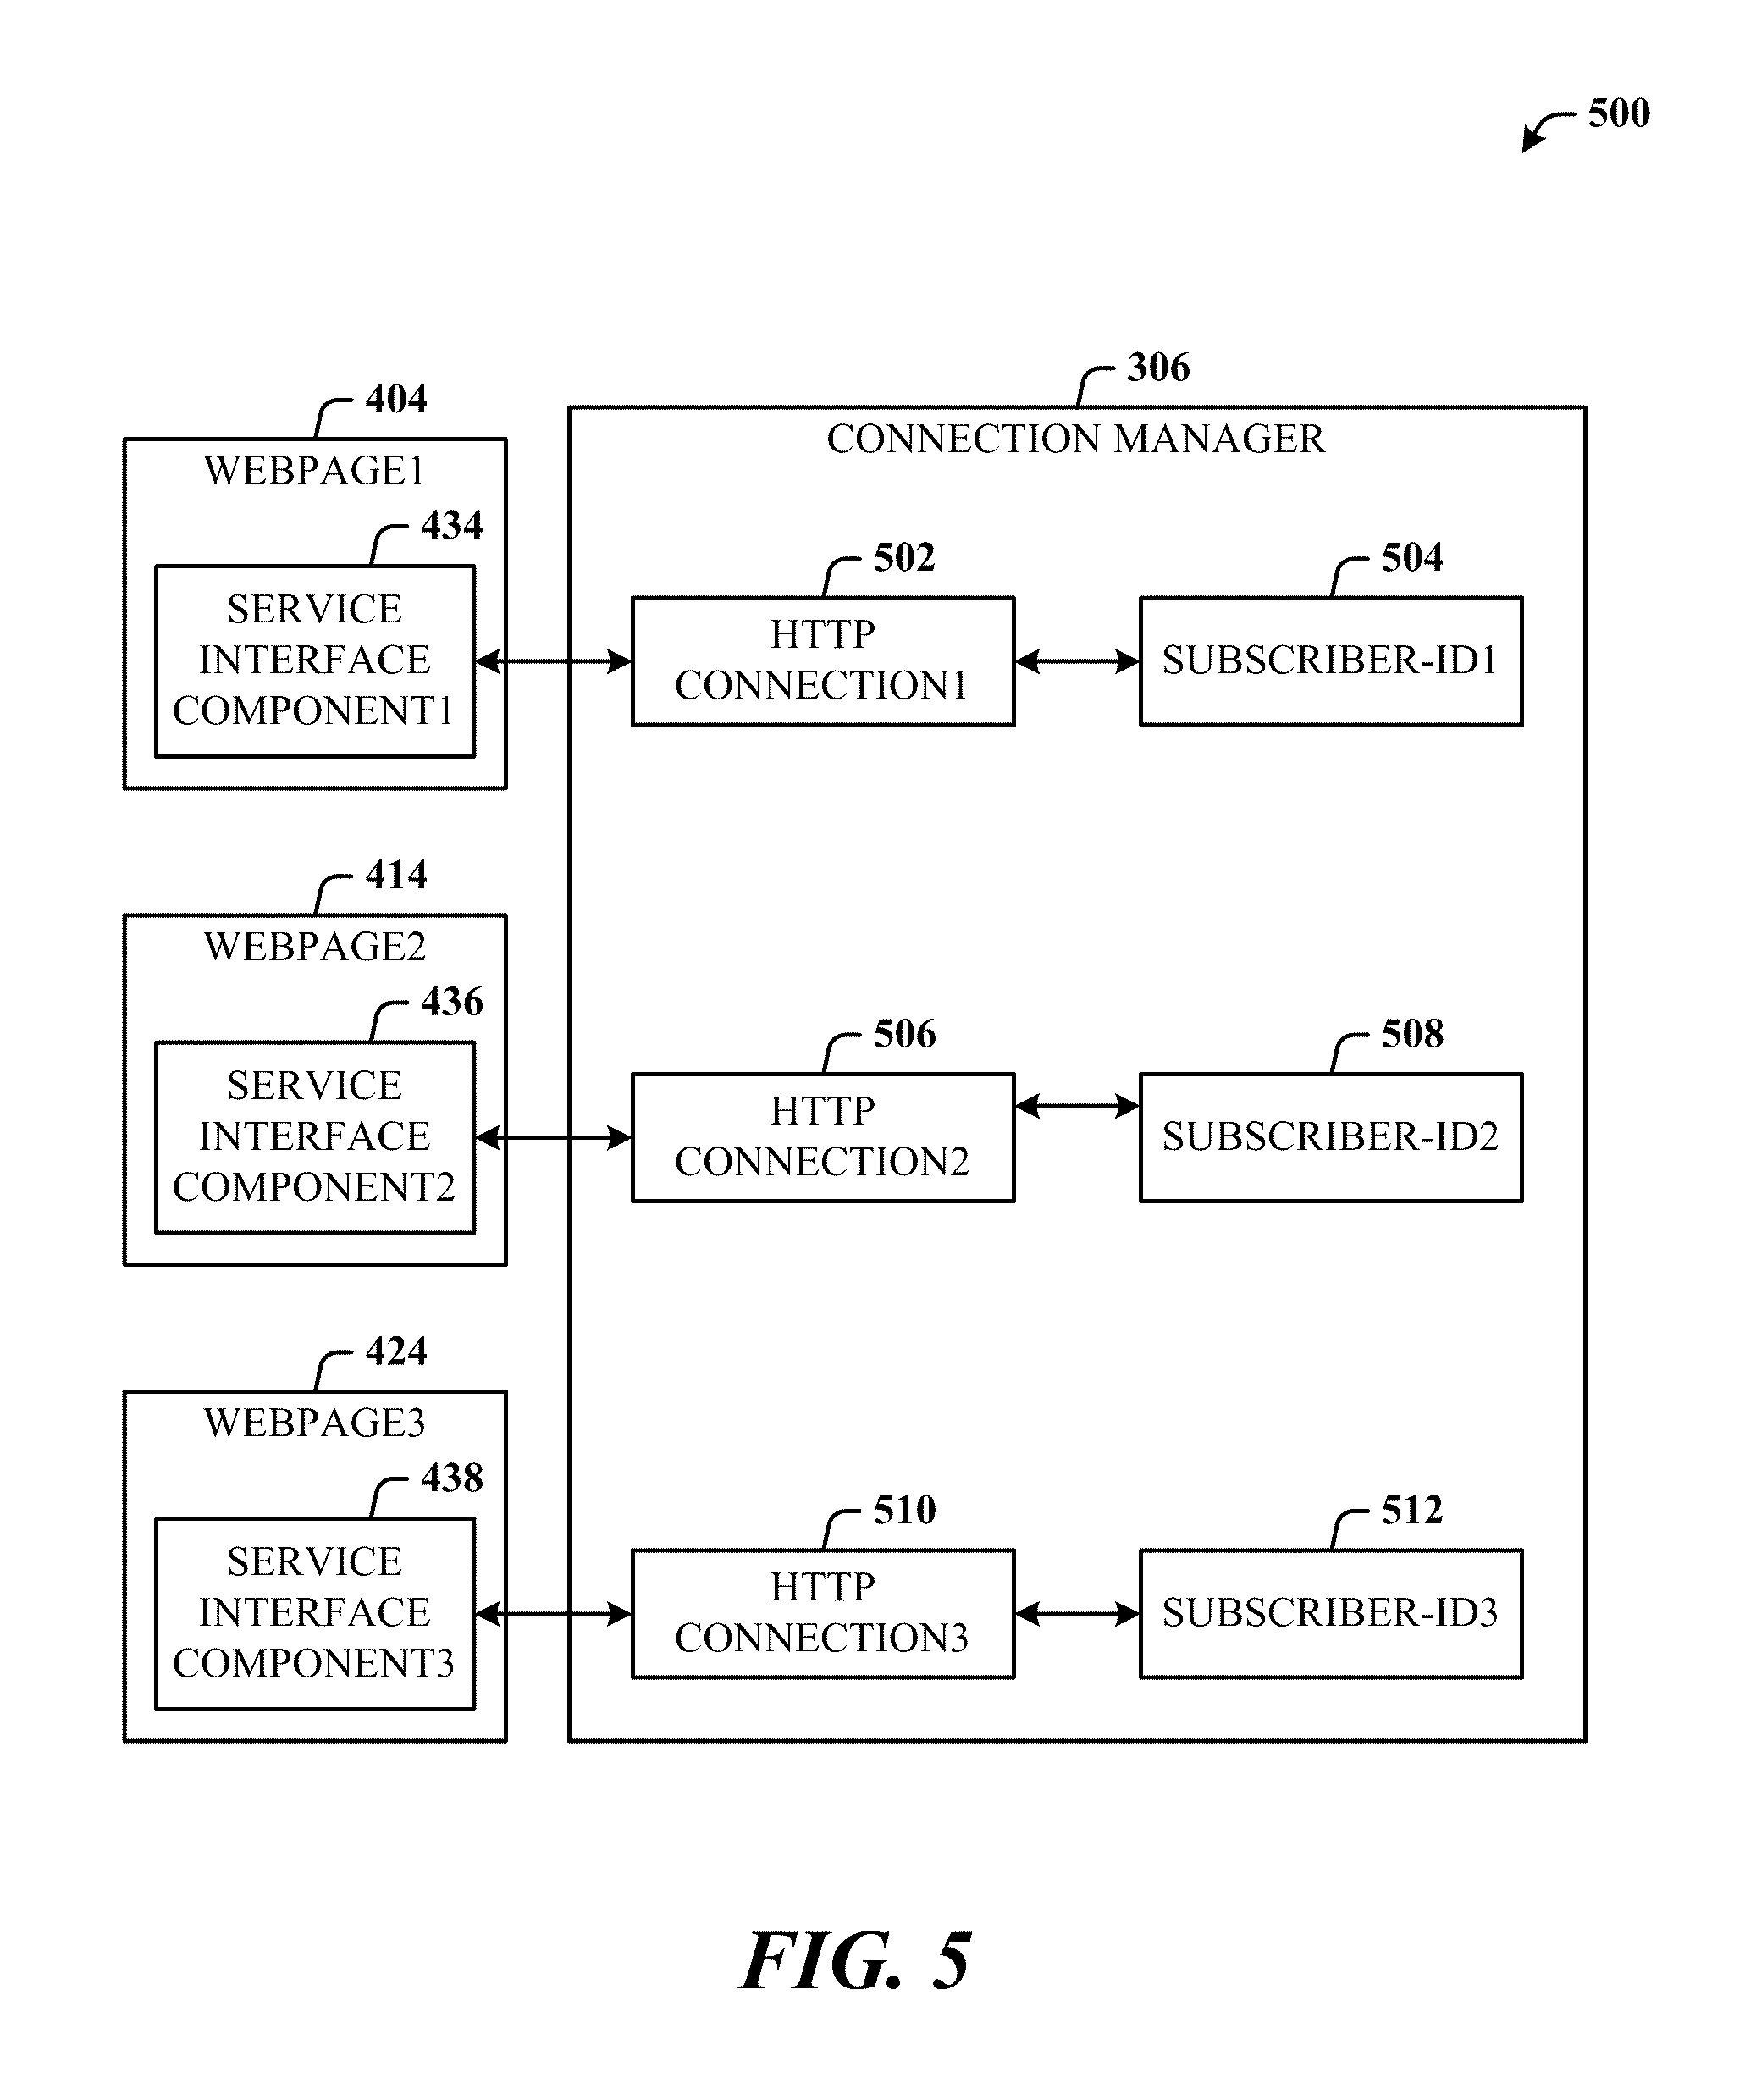 500
306
CONNECTION MANAGER
404
WEBPAGE1
434
SERVICE
INTERFACE
COMPONENT1
502
HTTP
CONNECTION1
504
SUBSCRIBER-ID1
414
WEBPAGE2
436
SERVICE
INTERFACE
COMPONENT2
506
HTTP
CONNECTION2
508
SUBSCRIBER-ID2
424
WEBPAGE3
438
SERVICE
INTERFACE
COMPONENT3
510
HTTP
CONNECTION3
512
SUBSCRIBER-ID3
FIG. 5